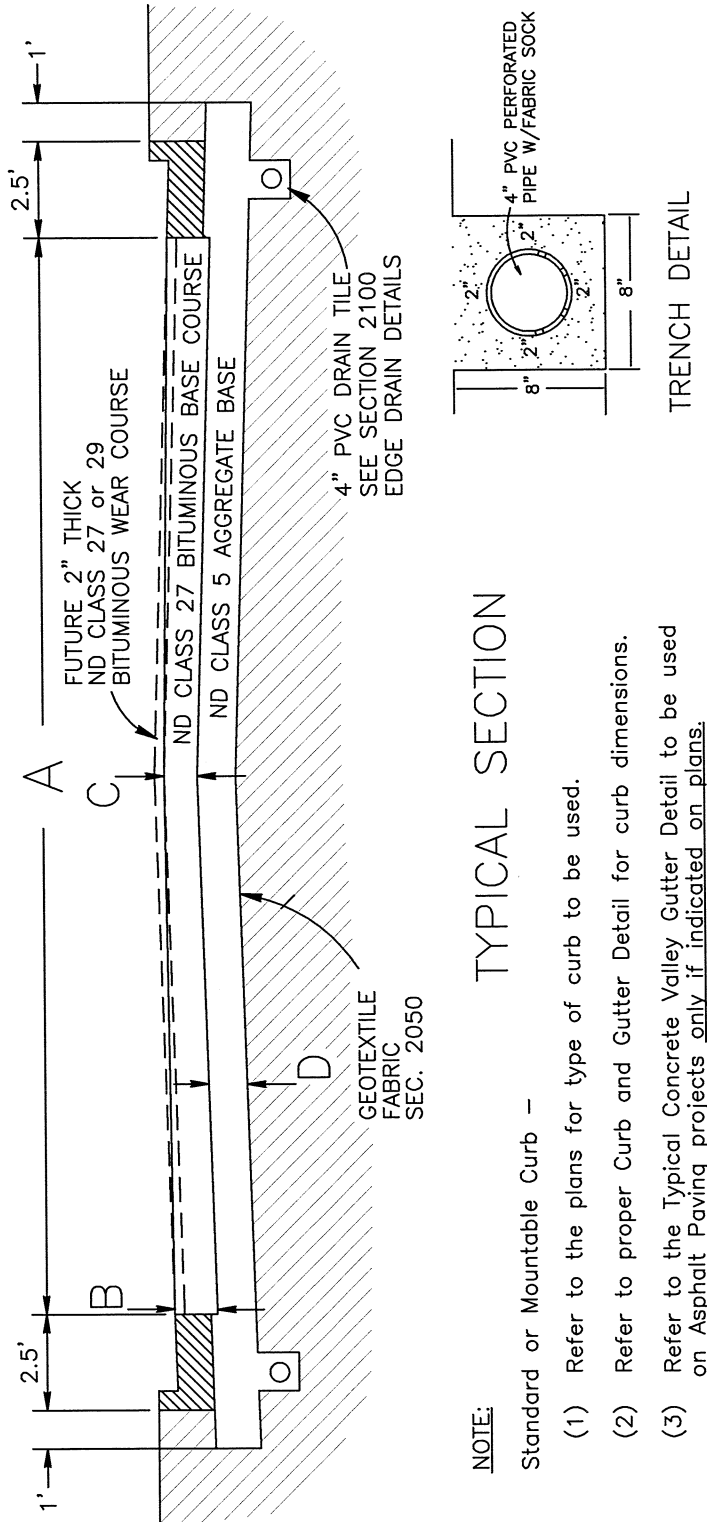 A
1'
2.5'
2.5'
1'
FUTURE 2" THICK
ND CLASS 27 or 29
BITUMINOUS WEAR COURSE
B
C
ND CLASS 27 BITUMINOUS BASE COURSE
ND CLASS 5 AGGREGATE BASE
D
GEOTEXTILE
FABRIC
SEC. 2050
4" PVC DRAIN TILE
SEE SECTION 2100
EDGE DRAIN DETAILS
TYPICAL SECTION
4" PVC PERFORATED
PIPE W/FABRIC SOCK
2"
2"
2"
2"
8"
8"
TRENCH DETAIL
NOTE:
Standard or Mountable Curb –
(1) Refer to the plans for type of curb to be used.
(2) Refer to proper Curb and Gutter Detail for curb dimensions.
(3) Refer to the Typical Concrete Valley Gutter Detail to be used
on Asphalt Paving projects only if indicated on plans.